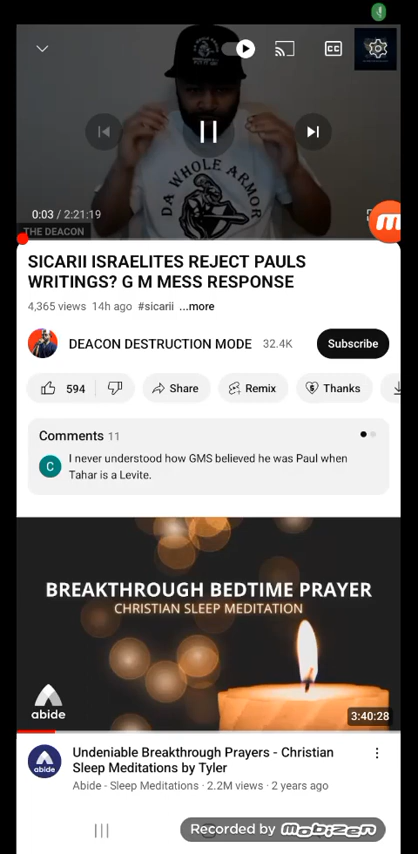 CC
DA WHOLE ARMOR
0:03 / 2:21:19
THE DEACON
SICARII ISRAELITES REJECT PAULS
WRITINGS? G M MESS RESPONSE
4,365 views 14h ago #sicarii ...more
DEACON DESTRUCTION MODE 32.4K Subscribe
594 Share Remix Thanks
Comments 11
C
I never understood how GMS believed he was Paul when
Tahar is a Levite.
BREAKTHROUGH BEDTIME PRAYER
CHRISTIAN SLEEP MEDITATION
abide
3:40:28
abide
Undeniable Breakthrough Prayers - Christian
Sleep Meditations by Tyler
Abide - Sleep Meditations · 2.2M views · 2 years ago
Recorded by mobizen